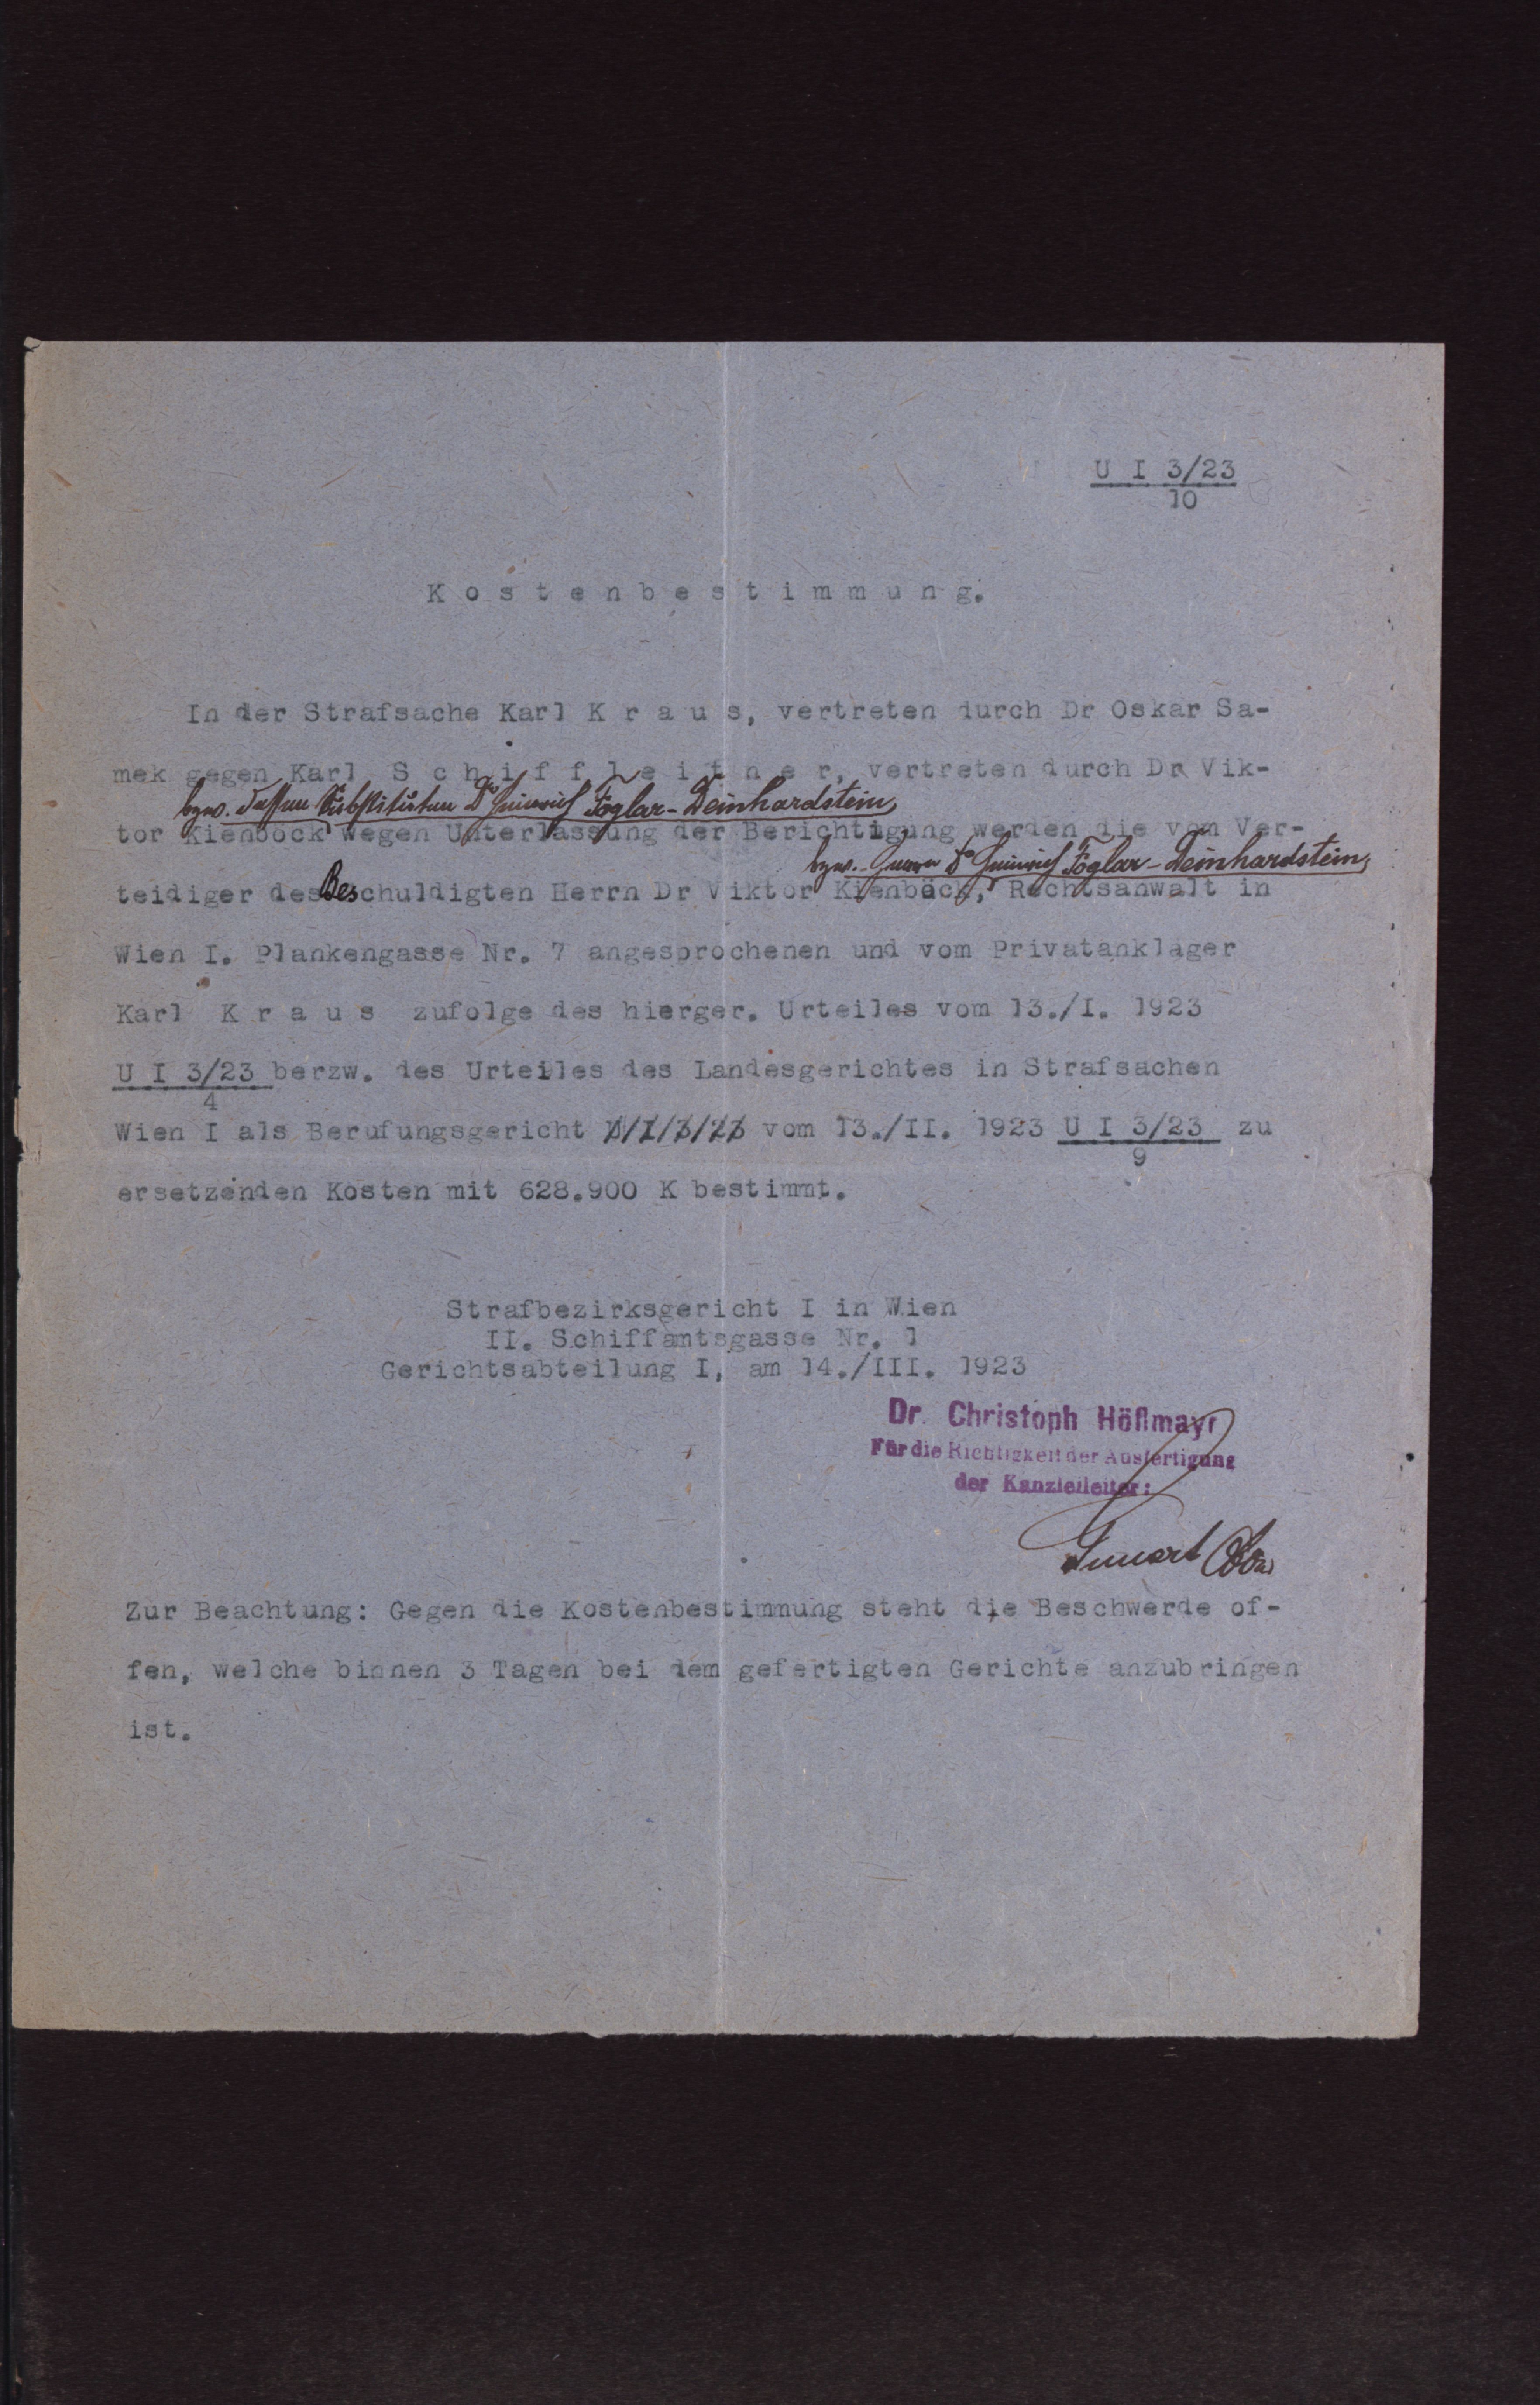 U I 3/23
10
Kostenbestimmung.
In der Strafsache Karl K r a u s, vertreten durch Dr Oskar Sa-
mek gegen Karl S c h i f f l e i t n e r, vertreten durch Dr Vik-
bzw. dessen Substituten Dr Heinrich Foglar-Deinhardstein,
tor Kienböck wegen Unterlassung der Berichtigung werden die vom Ver-
bzw. Herrn Dr Heinrich Foglar-Deinhardstein,
teidiger des Beschuldigten Herrn Dr Viktor Kienböck, Rechtsanwalt in
Wien I. Plankengasse Nr. 7 angesprochenen und vom Privatankläger
Karl K r a u s zufolge des hierger. Urteiles vom 13./I. 1923
U I 3/23 berzw. des Urteiles des Landesgerichtes in Strafsachen
4
Wien I als Berufungsgericht vom 13./II. 1923 U I 3/23 zu
9
ersetzenden Kosten mit 628.900 K bestimmt.
Strafbezirksgericht I in Wien
II. Schiffamtsgasse Nr. 1
Gerichtsabteilung I, am 14./III. 1923
Dr. Christoph Höflmayr
Für die Richtigkeit der Ausfertigung
der Kanzleileiter:
Zur Beachtung: Gegen die Kostenbestimmung steht die Beschwerde of-
fen, welche binnen 3 Tagen bei dem gefertigten Gerichte anzubringen
ist.